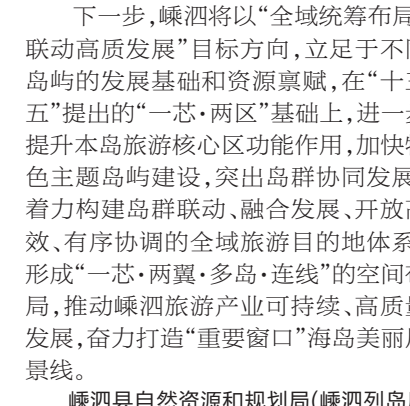 下一步,嵊泗将以“全域统筹布局
联动高质发展”目标方向,立足于不
岛屿的发展基础和资源禀赋,在“十
五”提出的“一芯·两区”基础上,进一
提升本岛旅游核心区功能作用,加快
色主题岛屿建设,突出岛群协同发展
着力构建岛群联动、融合发展、开放
效、有序协调的全域旅游目的地体系
形成“一芯·两翼·多岛·连线”的空间
局,推动嵊泗旅游产业可持续、高质
发展,奋力打造“重要窗口”海岛美丽
景线。
嵊泗县自然资源和规划局(嵊泗列岛